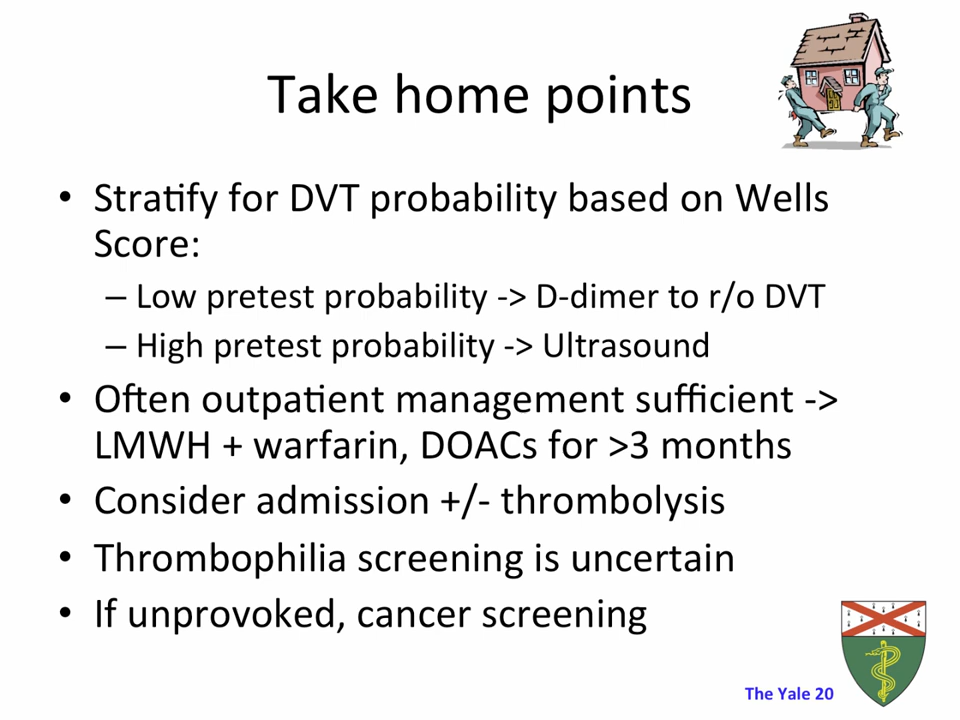 Take home points
• Stratify for DVT probability based on Wells
Score:
– Low pretest probability -> D-dimer to r/o DVT
– High pretest probability -> Ultrasound
• Often outpatient management sufficient ->
LMWH + warfarin, DOACs for >3 months
• Consider admission +/- thrombolysis
• Thrombophilia screening is uncertain
• If unprovoked, cancer screening
The Yale 20